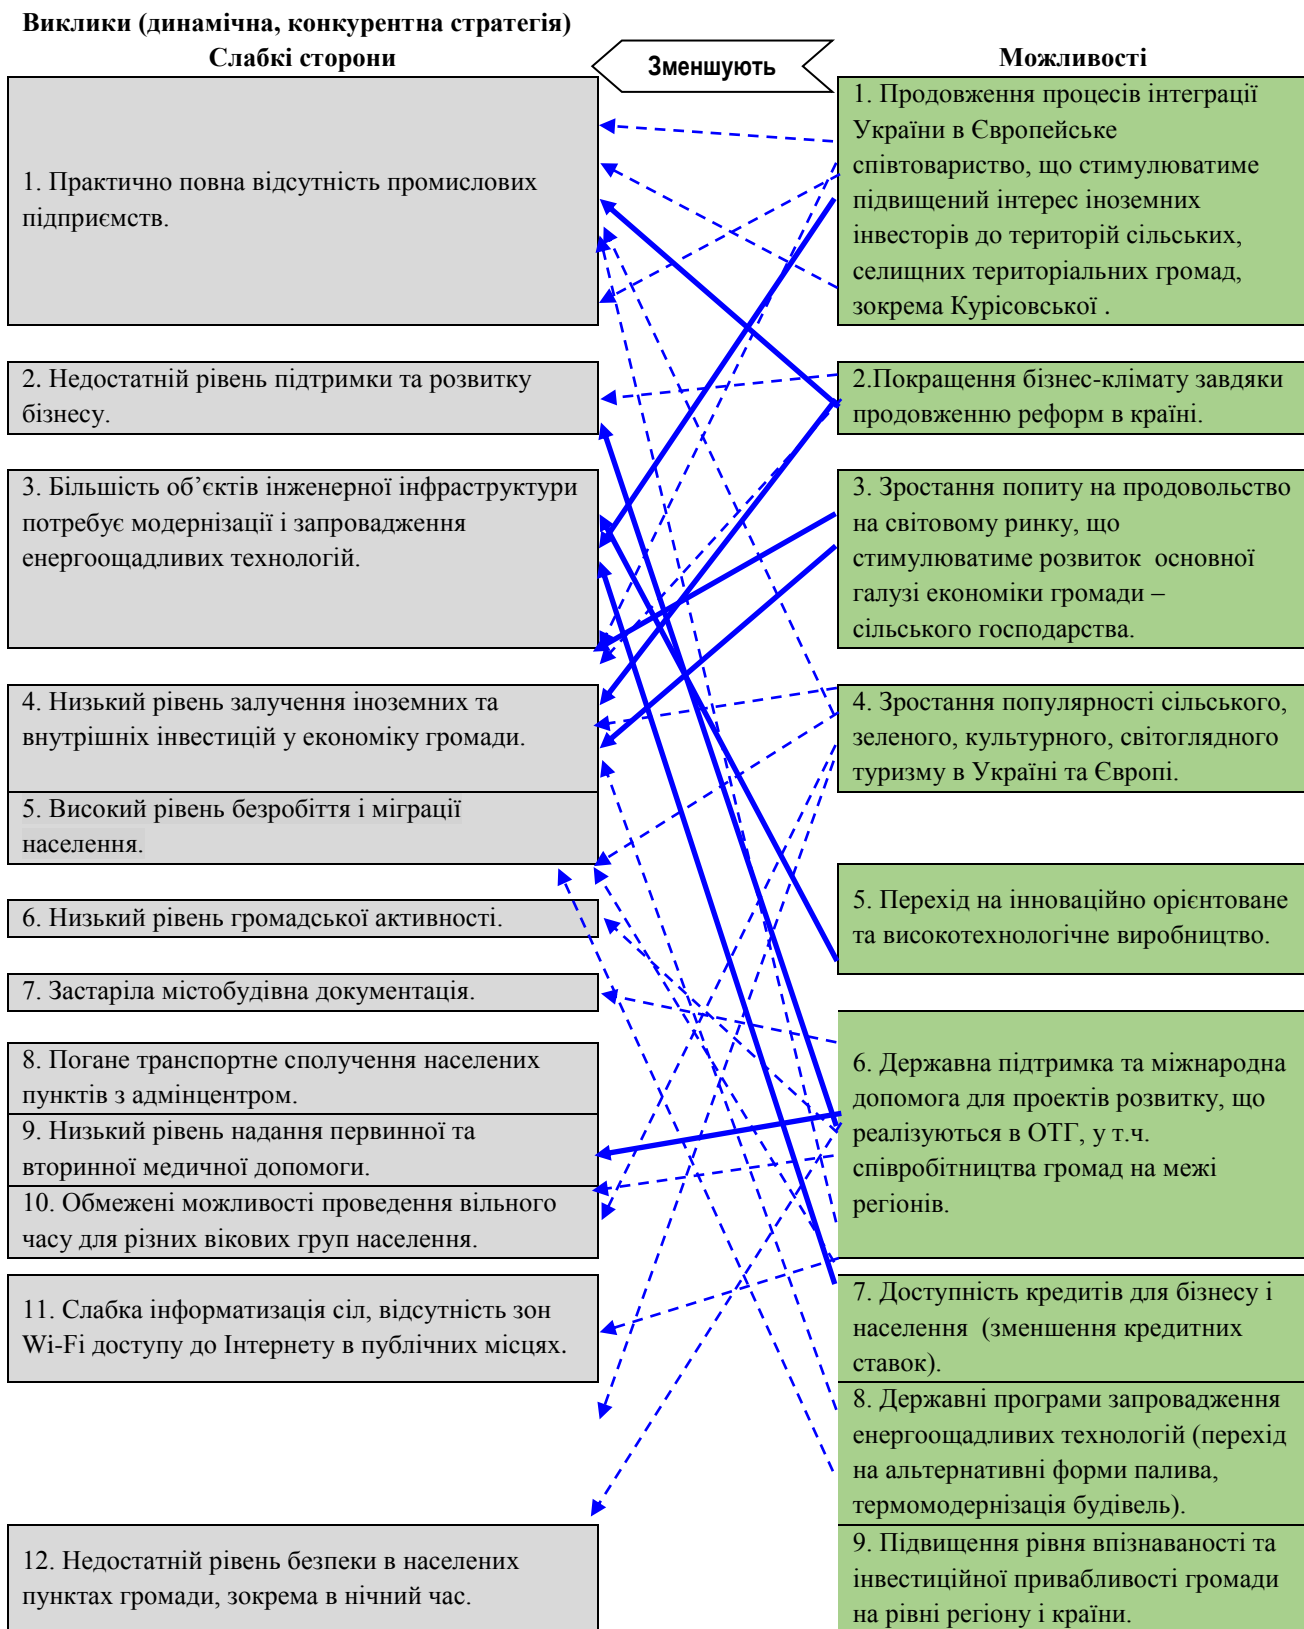 Виклики (динамічна, конкурентна стратегія)
Слабкі сторони
Зменшують
Можливості
1. Практично повна відсутність промислових
підприємств.
2. Недостатній рівень підтримки та розвитку
бізнесу.
3. Більшість об’єктів інженерної інфраструктури
потребує модернізації і запровадження
енергоощадливих технологій.
4. Низький рівень залучення іноземних та
внутрішніх інвестицій у економіку громади.
5. Високий рівень безробіття і міграції
населення.
6. Низький рівень громадської активності.
7. Застаріла містобудівна документація.
8. Погане транспортне сполучення населених
пунктів з адмінцентром.
9. Низький рівень надання первинної та
вторинної медичної допомоги.
10. Обмежені можливості проведення вільного
часу для різних вікових груп населення.
11. Слабка інформатизація сіл, відсутність зон
Wi-Fi доступу до Інтернету в публічних місцях.
12. Недостатній рівень безпеки в населених
пунктах громади, зокрема в нічний час.
1. Продовження процесів інтеграції
України в Європейське
співтовариство, що стимулюватиме
підвищений інтерес іноземних
інвесторів до територій сільських,
селищних територіальних громад,
зокрема Курісовської .
2.Покращення бізнес-клімату завдяки
продовженню реформ в країні.
3. Зростання попиту на продовольство
на світовому ринку, що
стимулюватиме розвиток основної
галузі економіки громади –
сільського господарства.
4. Зростання популярності сільського,
зеленого, культурного, світоглядного
туризму в Україні та Європі.
5. Перехід на інноваційно орієнтоване
та високотехнологічне виробництво.
6. Державна підтримка та міжнародна
допомога для проектів розвитку, що
реалізуються в ОТГ, у т.ч.
співробітництва громад на межі
регіонів.
7. Доступність кредитів для бізнесу і
населення (зменшення кредитних
ставок).
8. Державні програми запровадження
енергоощадливих технологій (перехід
на альтернативні форми палива,
термомодернізація будівель).
9. Підвищення рівня впізнаваності та
інвестиційної привабливості громади
на рівні регіону і країни.